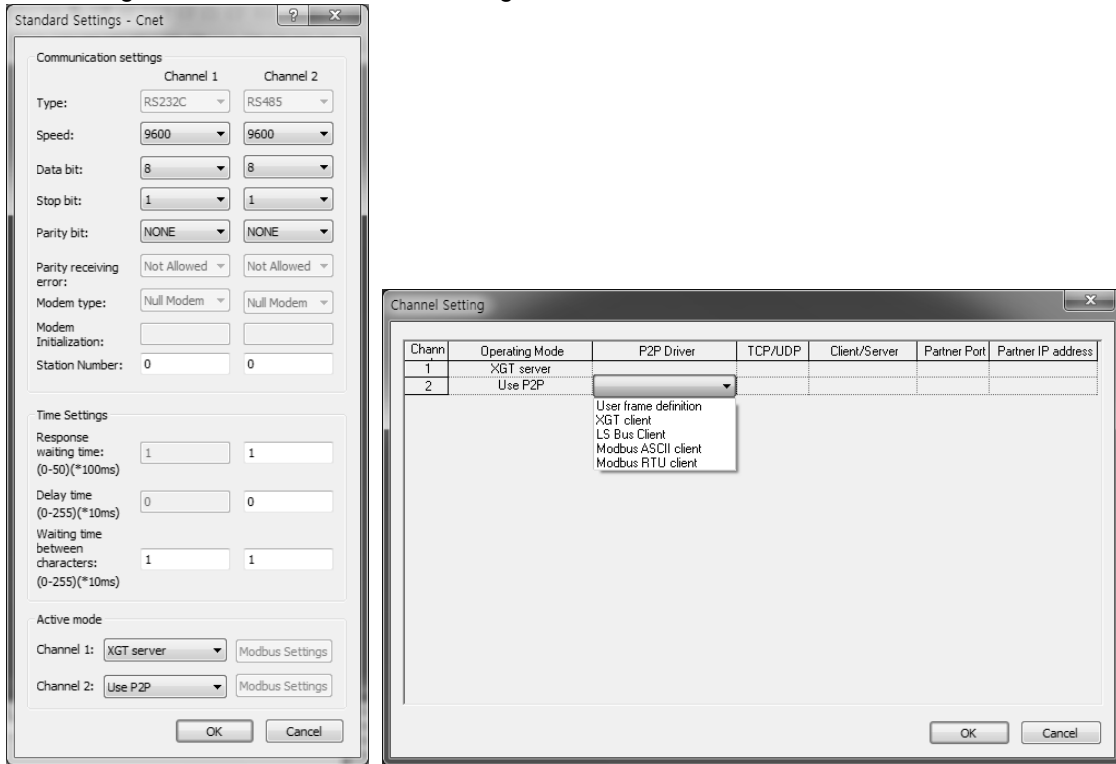 Standard Settings - Cnet
Communication settings
Channel 1 Channel 2
Type: RS232C RS485
Speed: 9600 9600
Data bit: 8 8
Stop bit: 1 1
Parity bit: NONE NONE
Parity receiving error: Not Allowed Not Allowed
Modem type: Null Modem Null Modem
Modem Initialization:
Station Number: 0 0
Time Settings
Response waiting time: (0-50)(*100ms) 1 1
Delay time (0-255)(*10ms) 0 0
Waiting time between characters: (0-255)(*10ms) 1 1
Active mode
Channel 1: XGT server Modbus Settings
Channel 2: Use P2P Modbus Settings
OK Cancel
Channel Setting
Chann Operating Mode P2P Driver TCP/UDP Client/Server Partner Port Partner IP address
1 XGT server
2 Use P2P
User frame definition
XGT client
LS Bus Client
Modbus ASCII client
Modbus RTU client
OK Cancel